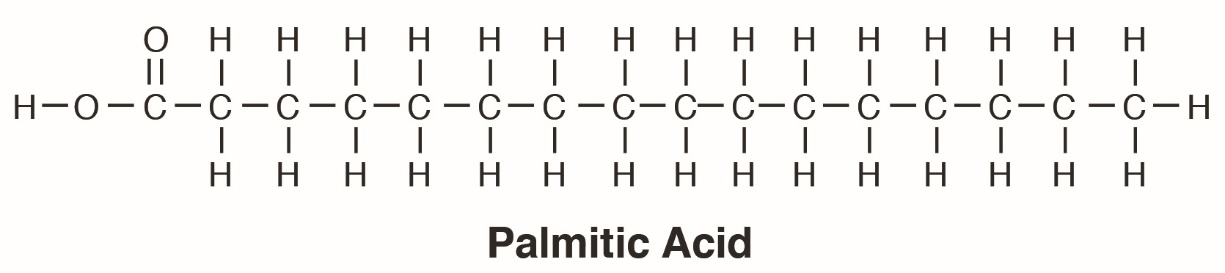 O H H H H H H H H H H H H H H H
H–O–C–C–C–C–C–C–C–C–C–C–C–C–C–C–C–C–H
H H H H H H H H H H H H H H H
Palmitic Acid